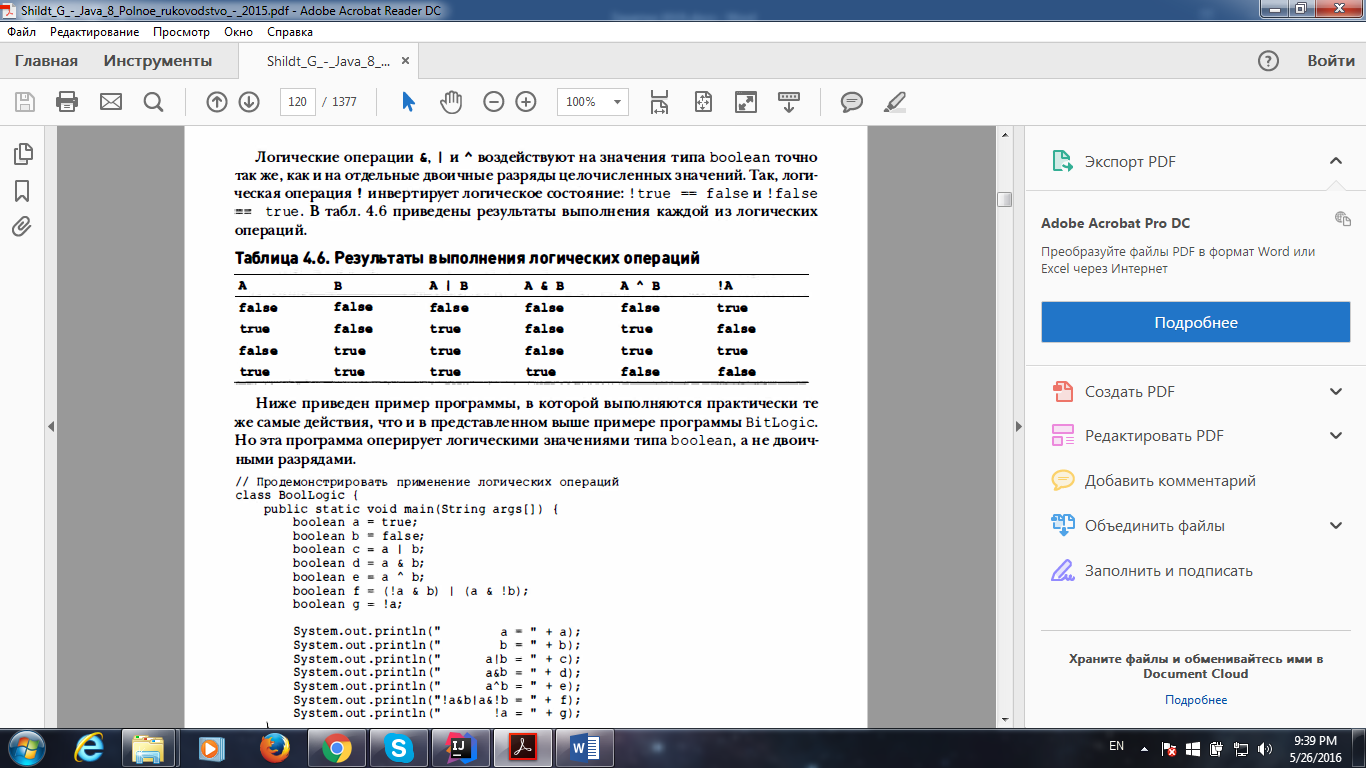 Shildt_G_-_Java_8_Polnoe_rukovodstvo_-_2015.pdf - Adobe Acrobat Reader DC
Файл Редактирование Просмотр Окно Справка
Главная Инструменты Shildt_G_-_Java_8_... × ? Войти
120 / 1377 100%
Логические операции &, | и ^ воздействуют на значения типа boolean точно
так же, как и на отдельные двоичные разряды целочисленных значений. Так, логи-
ческая операция ! инвертирует логическое состояние: !true == false и !false
== true. В табл. 4.6 приведены результаты выполнения каждой из логических
операций.
Таблица 4.6. Результаты выполнения логических операций
A B A | B A & B A ^ B !A
false false false false false true
true false true false true false
false true true false true true
true true true true false false
Ниже приведен пример программы, в которой выполняются практически те
же самые действия, что и в представленном выше примере программы BitLogic.
Но эта программа оперирует логическими значениями типа boolean, а не двоич-
ными разрядами.
// Продемонстрировать применение логических операций
class BoolLogic {
public static void main(String args[]) {
boolean a = true;
boolean b = false;
boolean c = a | b;
boolean d = a & b;
boolean e = a ^ b;
boolean f = (!a & b) | (a & !b);
boolean g = !a;
System.out.println(" a = " + a);
System.out.println(" b = " + b);
System.out.println(" a!b = " + c);
System.out.println(" a&b = " + d);
System.out.println(" a^b = " + e);
System.out.println("!a&b|a&!b = " + f);
System.out.println(" !a = " + g);
Экспорт PDF
Adobe Acrobat Pro DC
Преобразуйте файлы PDF в формат Word или
Excel через Интернет
Подробнее
Создать PDF
Редактировать PDF
Добавить комментарий
Объединить файлы
Заполнить и подписать
Храните файлы и обменивайтесь ими в
Document Cloud
Подробнее
EN 9:39 PM
5/26/2016